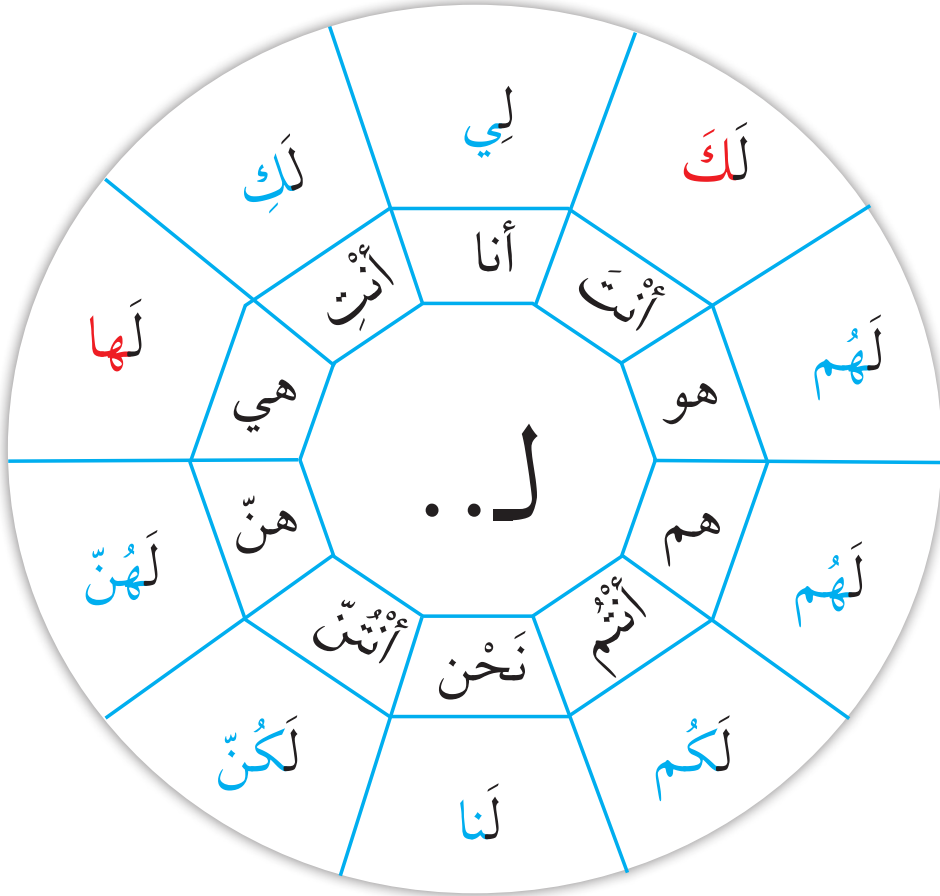 لِي
أنا
لَكَ
أنْتَ
لَهُم
هو
لَهُم
هم
لَكُم
أنْتُم
لَنا
نَحْن
لَكُنّ
أنْتُنّ
لَهُنّ
هنّ
لَها
هي
لَكِ
أنْتِ
لـ..